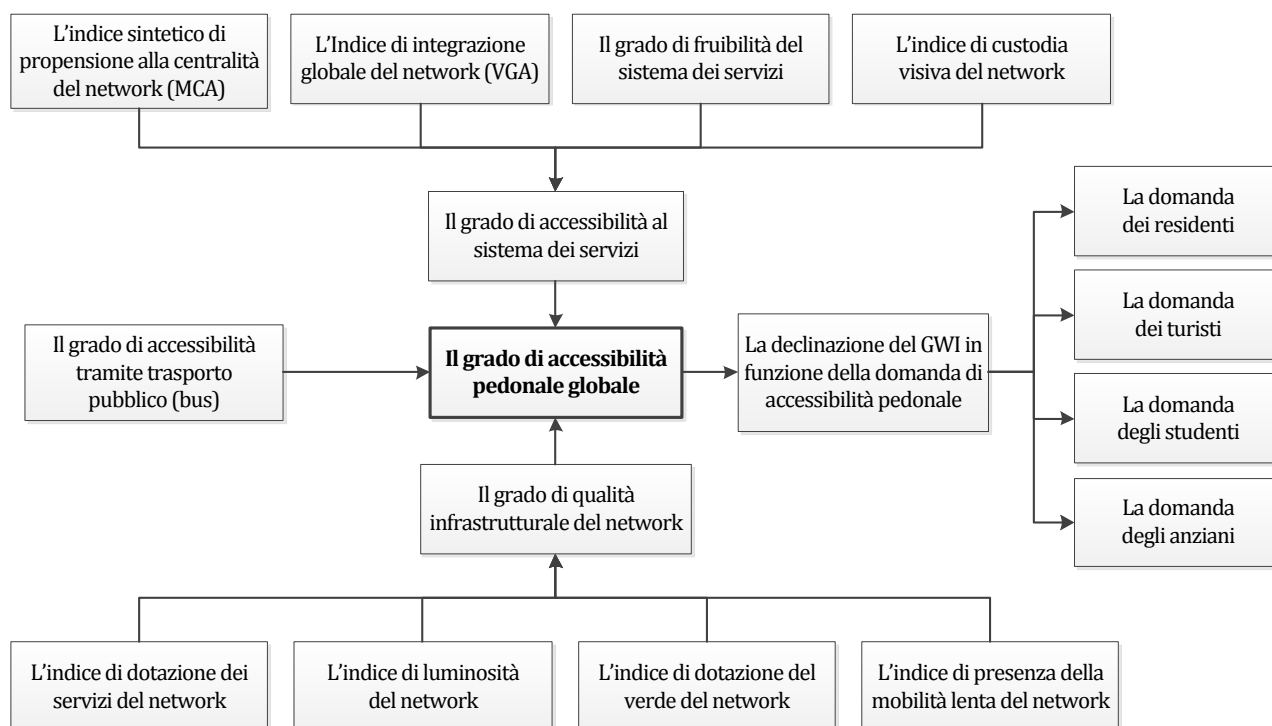 L’indice sintetico di
propensione alla centralità
del network (MCA)
L’Indice di integrazione
globale del network (VGA)
Il grado di fruibilità del
sistema dei servizi
L’indice di custodia
visiva del network
Il grado di accessibilità al
sistema dei servizi
La domanda
dei residenti
La domanda
dei turisti
Il grado di accessibilità
tramite trasporto
pubblico (bus)
Il grado di accessibilità
pedonale globale
La declinazione del GWI in
funzione della domanda di
accessibilità pedonale
La domanda
degli studenti
La domanda
degli anziani
Il grado di qualità
infrastrutturale del network
L’indice di dotazione dei
servizi del network
L’indice di luminosità
del network
L’indice di dotazione del
verde del network
L’indice di presenza della
mobilità lenta del network